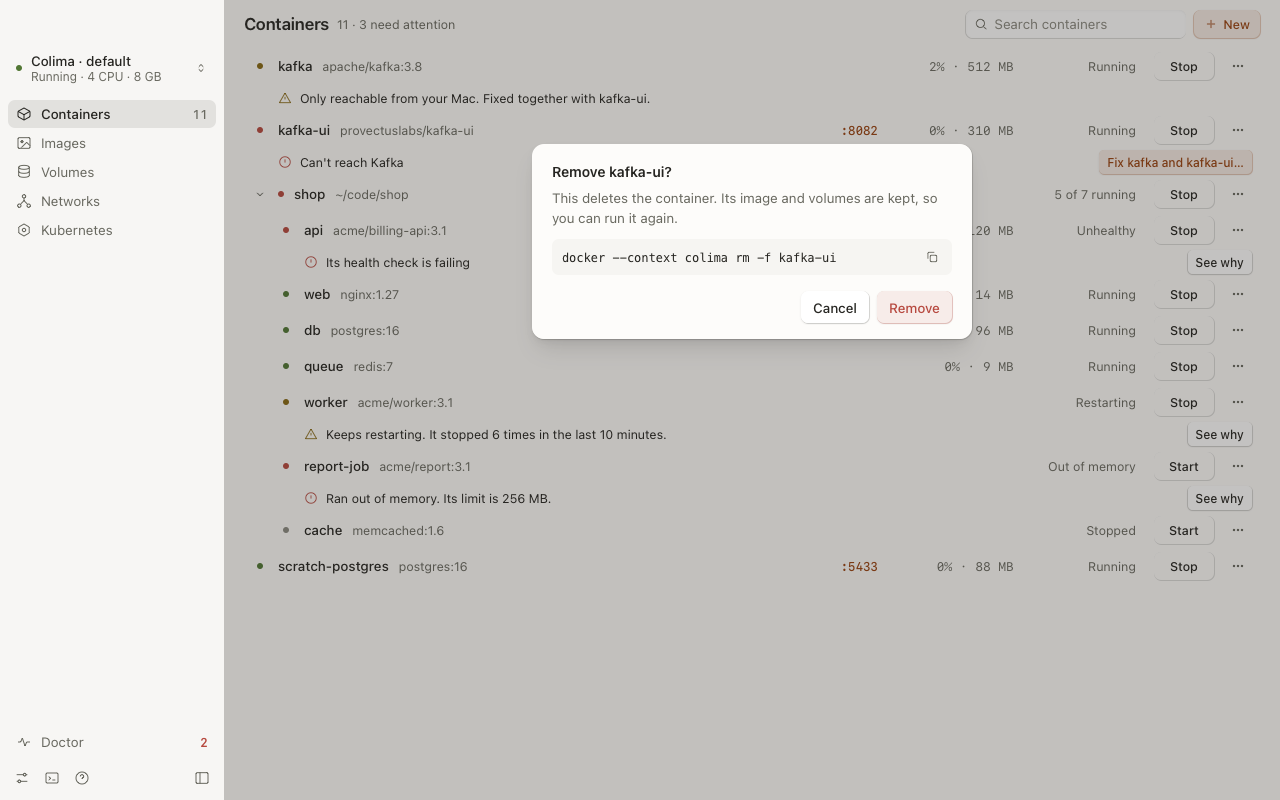 Containers 11 · 3 need attention
Search containers
New
Colima · default
Running · 4 CPU · 8 GB
Containers 11
Images
Volumes
Networks
Kubernetes
Doctor 2
kafka apache/kafka:3.8 2% · 512 MB Running Stop
Only reachable from your Mac. Fixed together with kafka-ui.
kafka-ui provectuslabs/kafka-ui :8082 0% · 310 MB Running Stop
Can't reach Kafka Fix kafka and kafka-ui...
shop ~/code/shop 5 of 7 running Stop
api acme/billing-api:3.1 20 MB Unhealthy Stop
Its health check is failing See why
web nginx:1.27 14 MB Running Stop
db postgres:16 96 MB Running Stop
queue redis:7 0% · 9 MB Running Stop
worker acme/worker:3.1 Restarting Stop
Keeps restarting. It stopped 6 times in the last 10 minutes. See why
report-job acme/report:3.1 Out of memory Start
Ran out of memory. Its limit is 256 MB. See why
cache memcached:1.6 Stopped Start
scratch-postgres postgres:16 :5433 0% · 88 MB Running Stop
Remove kafka-ui?
This deletes the container. Its image and volumes are kept, so
you can run it again.
docker --context colima rm -f kafka-ui
Cancel Remove